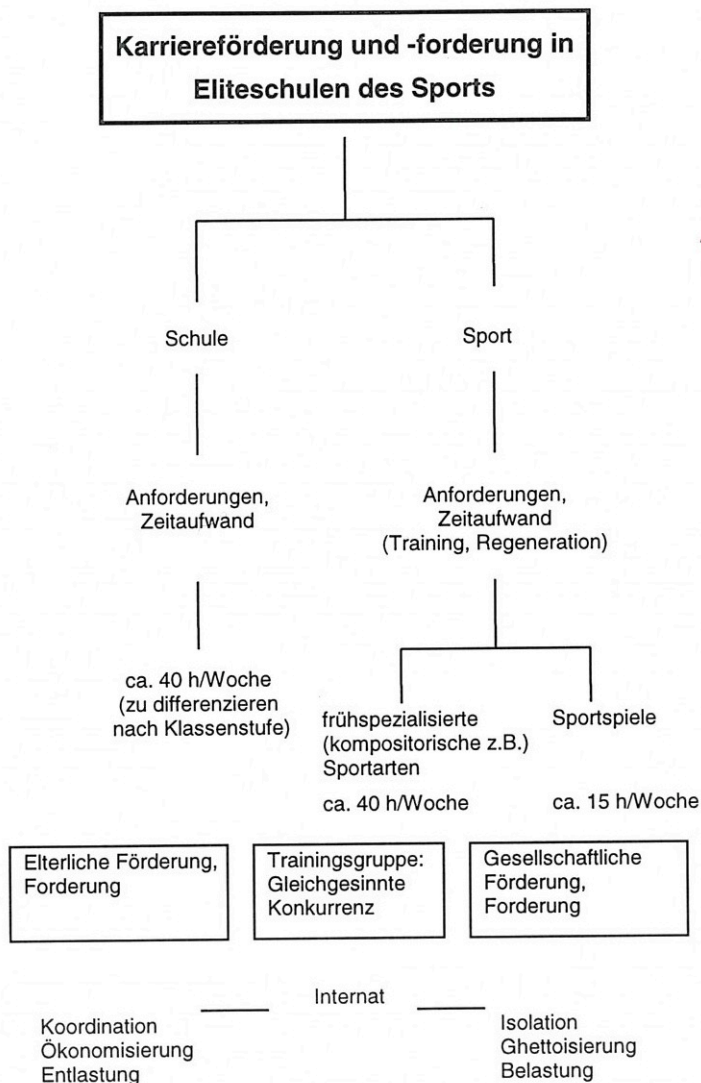 Karriereförderung und -forderung in
Eliteschulen des Sports
Schule
Sport
Anforderungen,
Zeitaufwand
Anforderungen,
Zeitaufwand
(Training, Regeneration)
ca. 40 h/Woche
(zu differenzieren
nach Klassenstufe)
frühspezialisierte
(kompositorische z.B.)
Sportarten
ca. 40 h/Woche
Sportspiele
ca. 15 h/Woche
Elterliche Förderung,
Forderung
Trainingsgruppe:
Gleichgesinnte
Konkurrenz
Gesellschaftliche
Förderung,
Forderung
Internat
Koordination
Ökonomisierung
Entlastung
Isolation
Ghettoisierung
Belastung